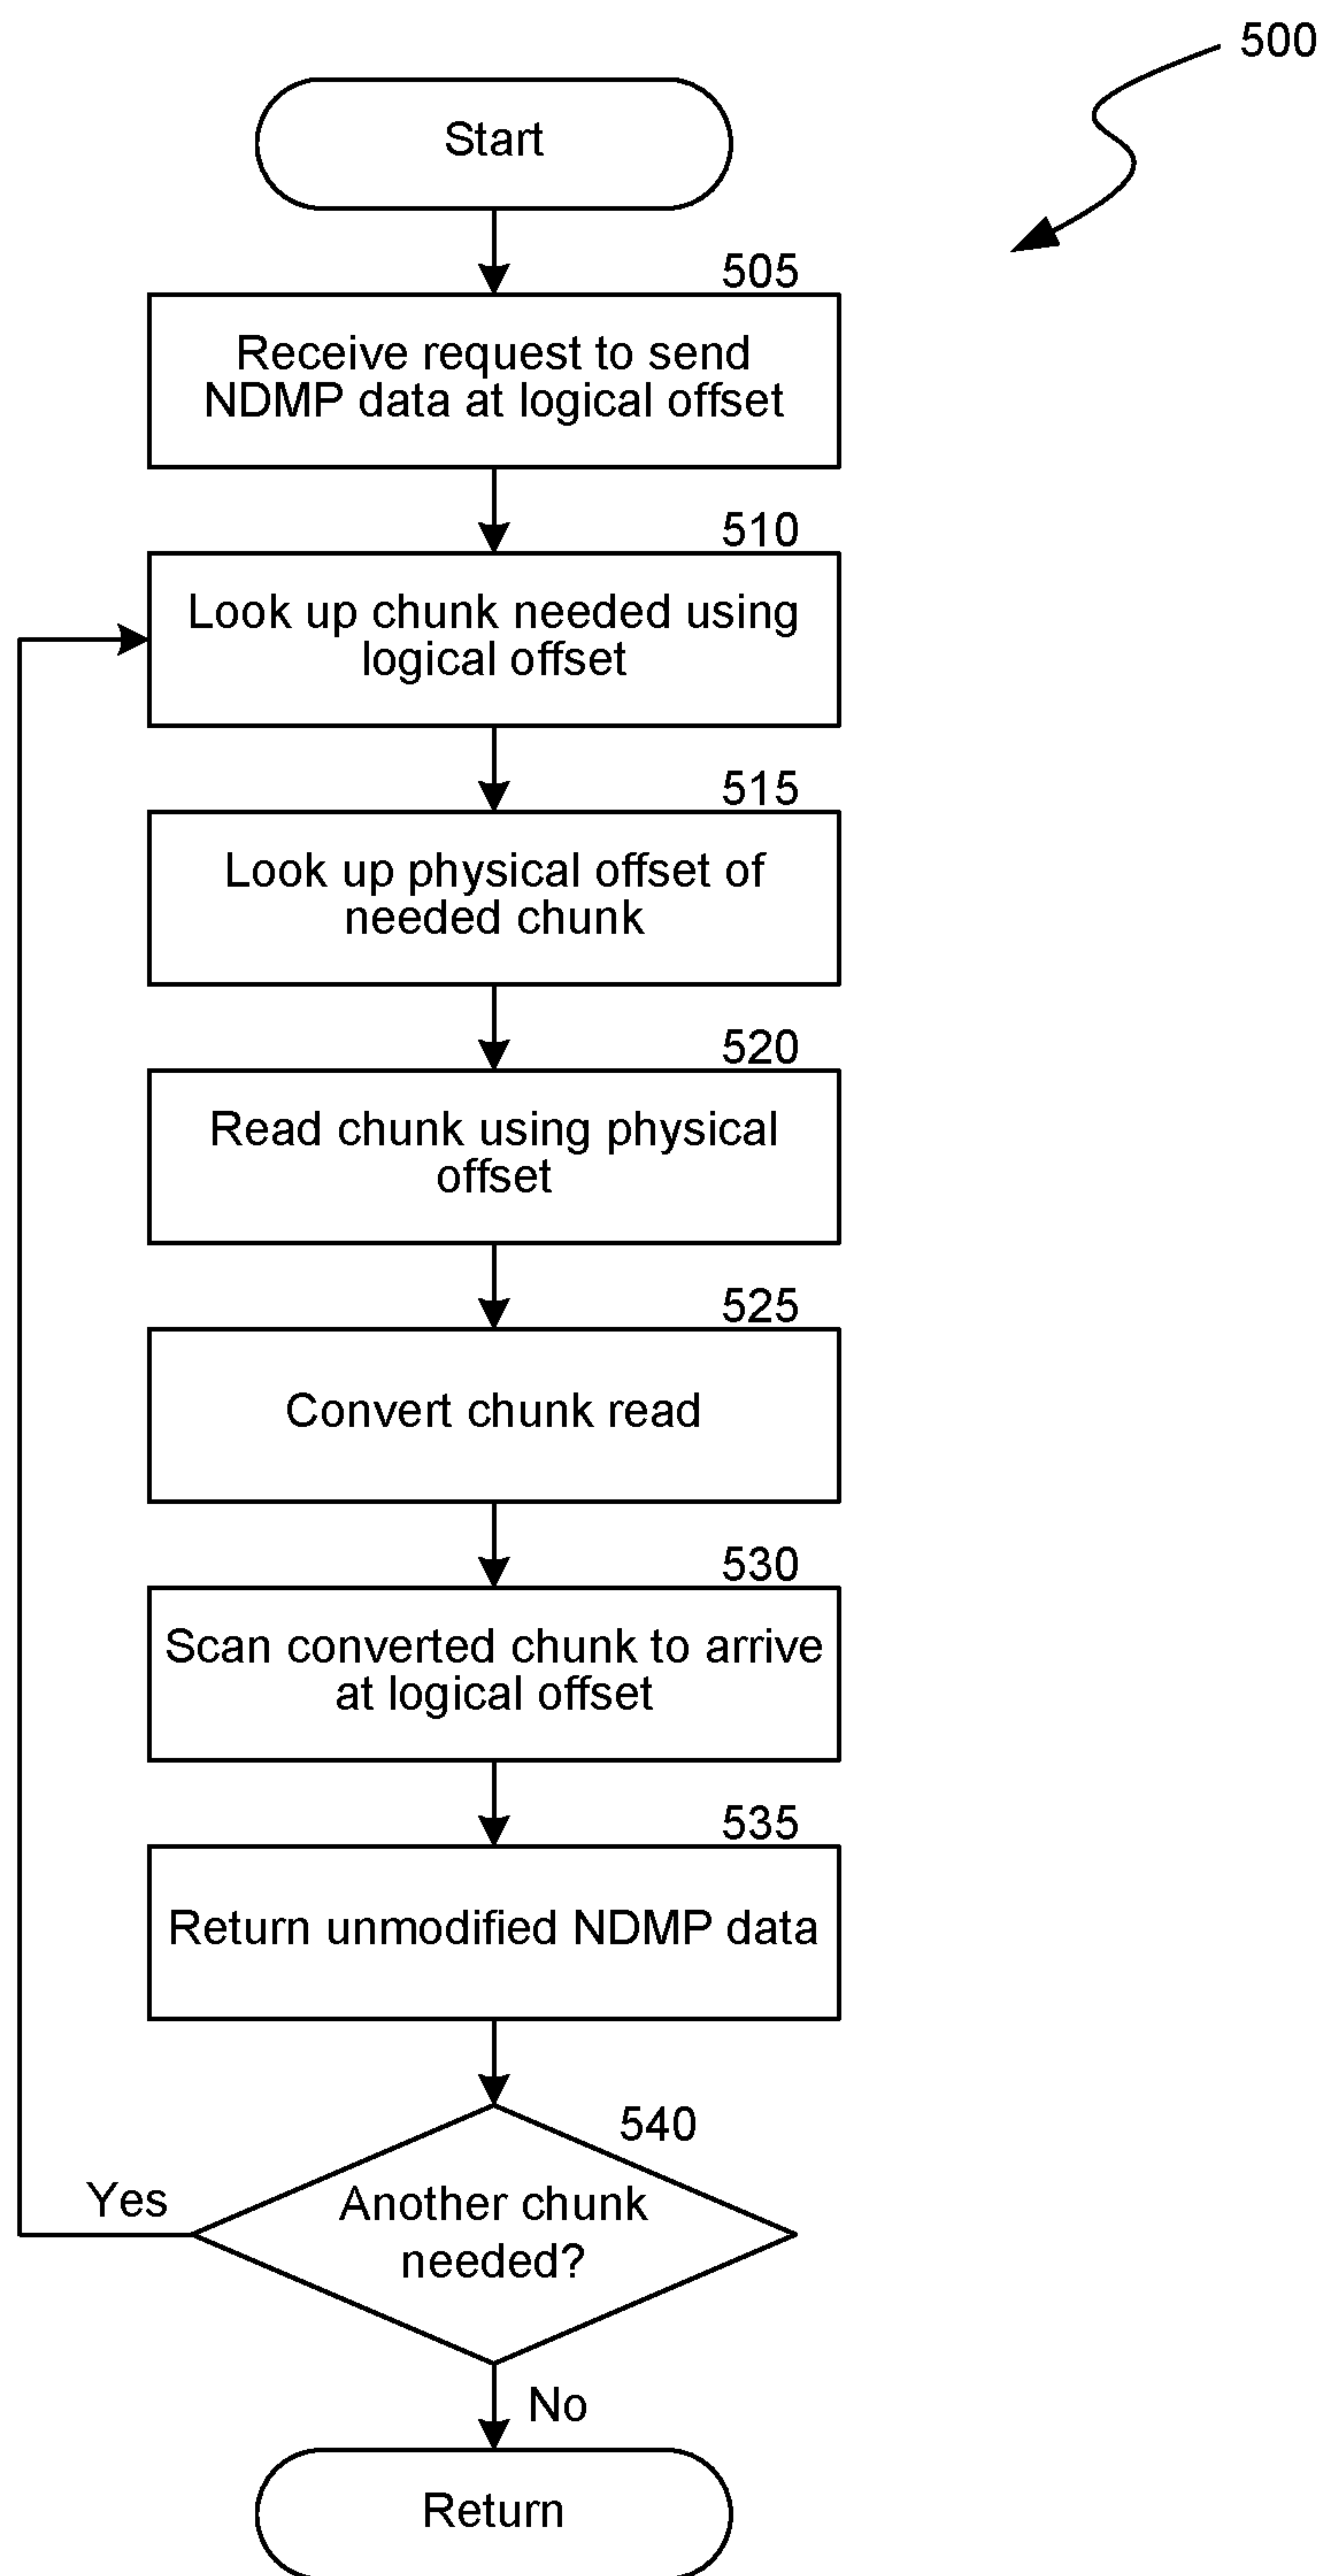 500
Start
505
Receive request to send
NDMP data at logical offset
510
Look up chunk needed using
logical offset
515
Look up physical offset of
needed chunk
520
Read chunk using physical
offset
525
Convert chunk read
530
Scan converted chunk to arrive
at logical offset
535
Return unmodified NDMP data
540
Another chunk
needed?
Yes
No
Return